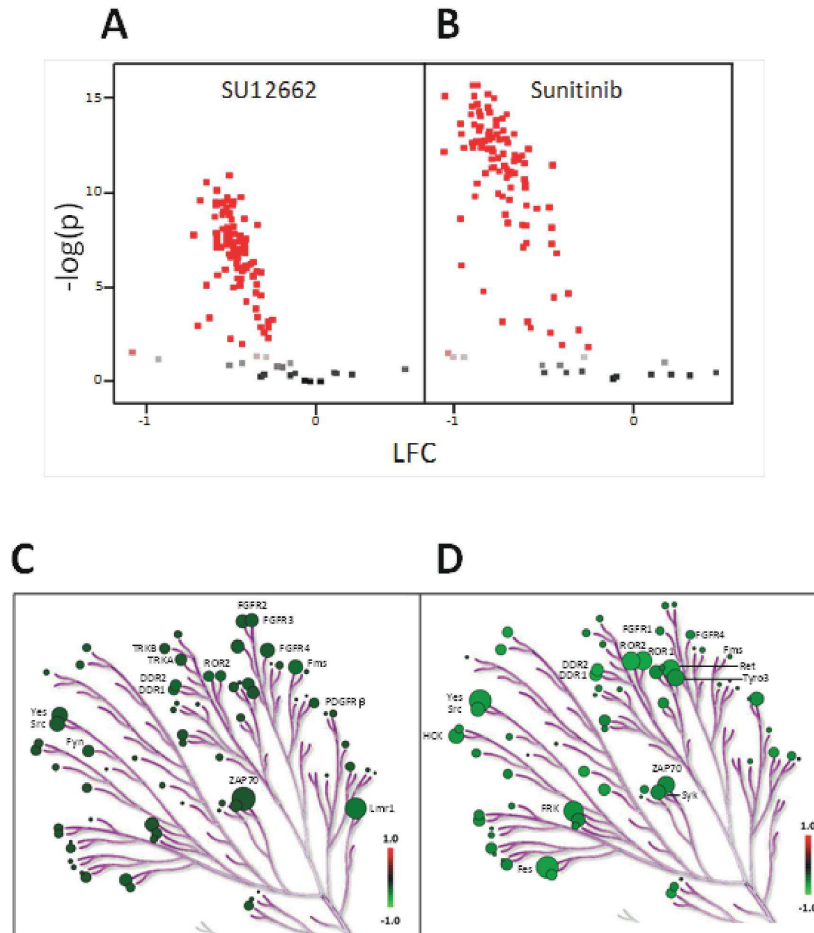 A
B
SU12662
Sunitinib
15
10
5
0
-log(p)
-1
0
-1
0
LFC
C
D
FGFR2
FGFR3
TRKB
TRKA
FGFR4
ROR2
Fms
DDR2
DDR1
PDGFRβ
Yes
Src
Fyn
ZAP70
Lmr1
1.0
-1.0
FGFR1
FGFR4
ROR2
ROR1
Fms
DDR2
DDR1
Ret
Tyro3
Yes
Src
HCK
ZAP70
Syk
FRK
Fes
1.0
-1.0